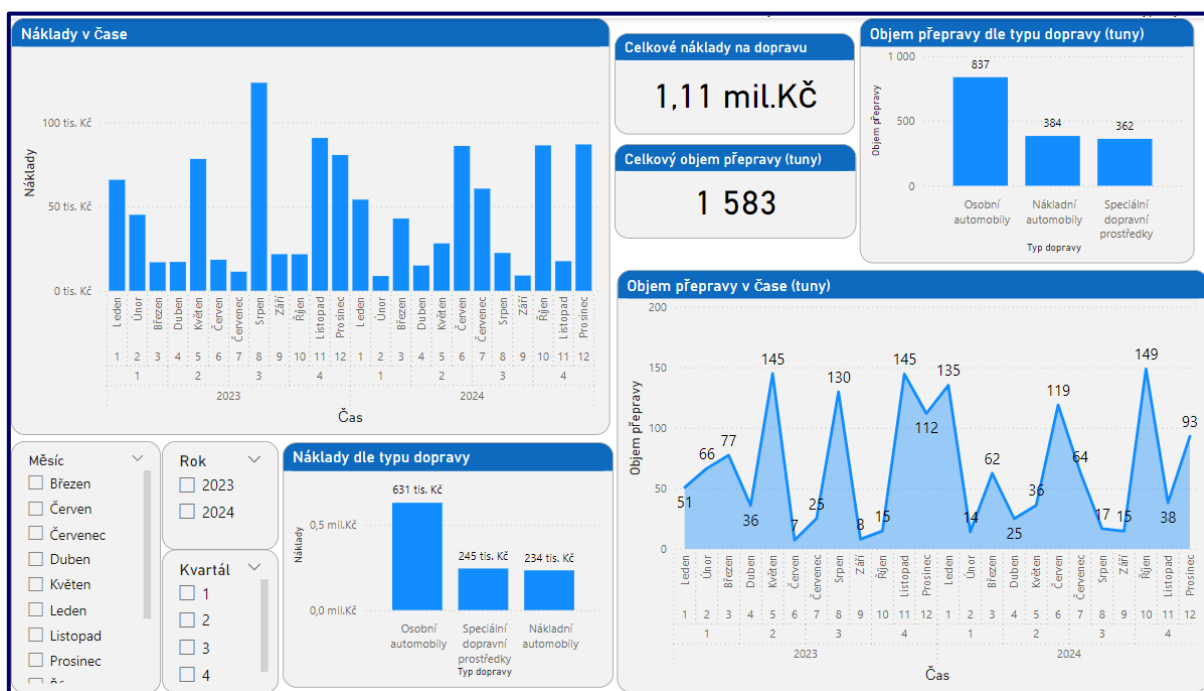 Náklady v čase
Náklady
100 tis. Kč
50 tis. Kč
0 tis. Kč
Leden Únor Březen Duben Květen Červen Červenec Srpen Září Říjen Listopad Prosinec Leden Únor Březen Duben Květen Červen Červenec Srpen Září Říjen Listopad Prosinec
1 2 3 4 5 6 7 8 9 10 11 12 1 2 3 4 5 6 7 8 9 10 11 12
1 2 3 4 1 2 3 4
2023 2024
Čas
Celkové náklady na dopravu
1,11 mil.Kč
Celkový objem přepravy (tuny)
1 583
Objem přepravy dle typu dopravy (tuny)
Objem přepravy
1 000
500
0
837
384
362
Osobní automobily
Nákladní automobily
Speciální dopravní prostředky
Typ dopravy
Měsíc
Březen
Červen
Červenec
Duben
Květen
Leden
Listopad
Prosinec
Rok
2023
2024
Kvartál
1
2
3
4
Náklady dle typu dopravy
Náklady
0,5 mil.Kč
0,0 mil.Kč
631 tis. Kč
245 tis. Kč
234 tis. Kč
Osobní automobily
Speciální dopravní prostředky
Nákladní automobily
Typ dopravy
Objem přepravy v čase (tuny)
Objem přepravy
200
150
100
50
0
51 66 77 36 145 7 25 130 8 15 145 112 135 14 62 25 36 119 64 17 15 149 38 93
Leden Únor Březen Duben Květen Červen Červenec Srpen Září Říjen Listopad Prosinec Leden Únor Březen Duben Květen Červen Červenec Srpen Září Říjen Listopad Prosinec
1 2 3 4 5 6 7 8 9 10 11 12 1 2 3 4 5 6 7 8 9 10 11 12
1 2 3 4 1 2 3 4
2023 2024
Čas